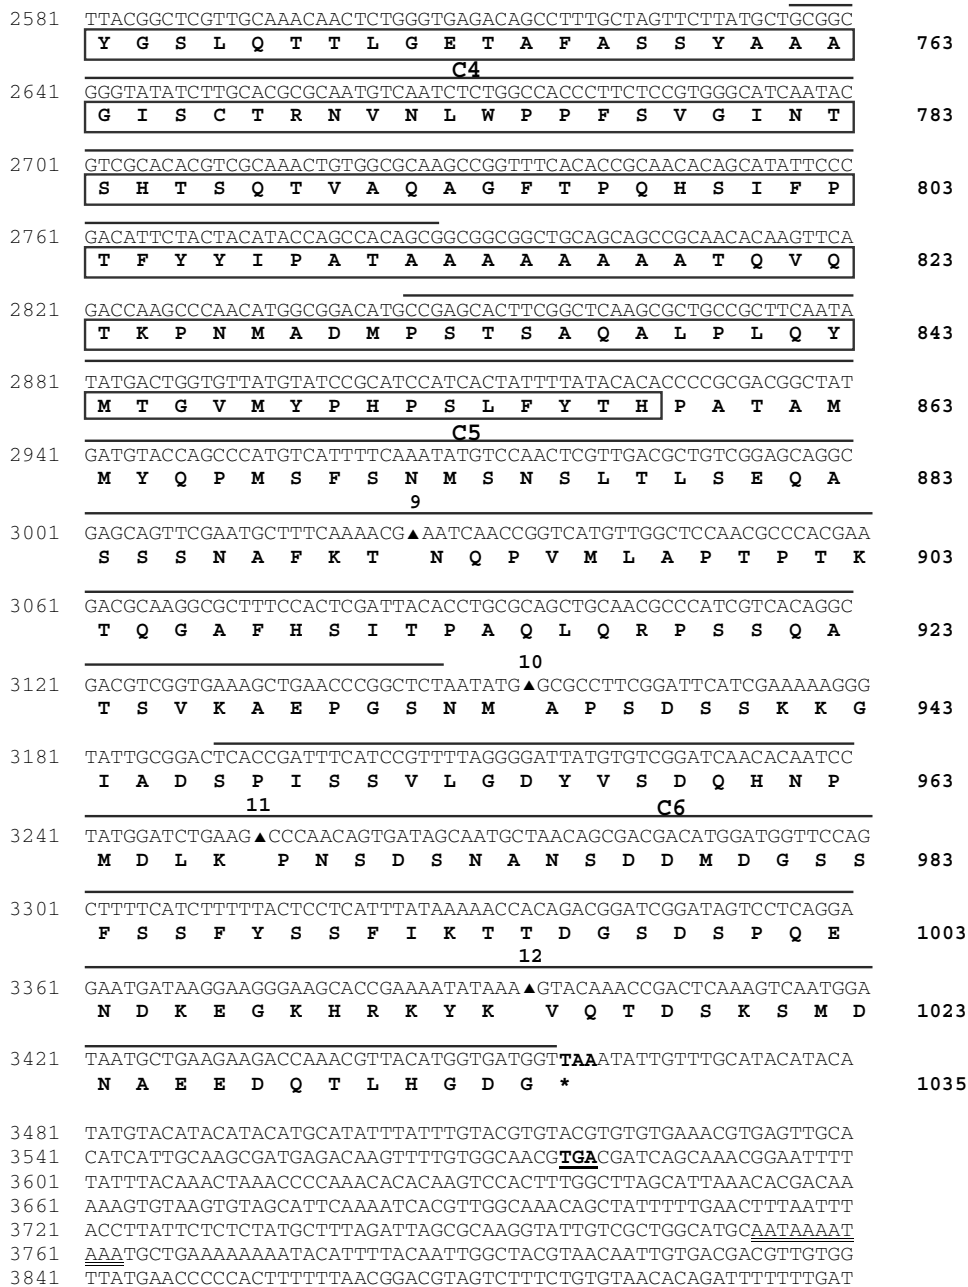 2581 TTACGGCTCGTTGCAAACAACTCTGGGTGAGACAGCCTTTGCTAGTTCTTATGCTGCGGC
Y G S L Q T T L G E T A F A S S Y A A A 763
C4
2641 GGGTATATCTTGCACGCGCAATGTCAATCTCTGGCCACCCTTCTCCGTGGGCATCAATAC
G I S C T R N V N L W P P F S V G I N T 783
2701 GTCGCACACGTCGCAAACTGTGGCGCAAGCCGGTTTCACACCGCAACACAGCATATTCCC
S H T S Q T V A Q A G F T P Q H S I F P 803
2761 GACATTCTACTACATACCAGCCACAGCGGCGGCGGCTGCAGCAGCCGCAACACAAGTTCA
T F Y Y I P A T A A A A A A A A T Q V Q 823
2821 GACCAAGCCCAACATGGCGGACATGCCGAGCACTTCGGCTCAAGCGCTGCCGCTTCAATA
T K P N M A D M P S T S A Q A L P L Q Y 843
2881 TATGACTGGTGTTATGTATCCGCATCCATCACTATTTTATACACACCCCGCGACGGCTAT
M T G V M Y P H P S L F Y T H P A T A M 863
C5
2941 GATGTACCAGCCCATGTCATTTTCAAATATGTCCAACTCGTTGACGCTGTCGGAGCAGGC
M Y Q P M S F S N M S N S L T L S E Q A 883
9
3001 GAGCAGTTCGAATGCTTTCAAAACG▲AATCAACCGGTCATGTTGGCTCCAACGCCCACGAA
S S S N A F K T N Q P V M L A P T P T K 903
3061 GACGCAAGGCGCTTTCCACTCGATTACACCTGCGCAGCTGCAACGCCCATCGTCACAGGC
T Q G A F H S I T P A Q L Q R P S S Q A 923
10
3121 GACGTCGGTGAAAGCTGAACCCGGCTCTAATATG▲GCGCCTTCGGATTCATCGAAAAAGGG
T S V K A E P G S N M A P S D S S K K G 943
3181 TATTGCGGACTCACCGATTTCATCCGTTTTAGGGGATTATGTGTCGGATCAACACAATCC
I A D S P I S S V L G D Y V S D Q H N P 963
11 C6
3241 TATGGATCTGAAG▲CCCAACAGTGATAGCAATGCTAACAGCGACGACATGGATGGTTCCAG
M D L K P N S D S N A N S D D M D G S S 983
3301 CTTTTCATCTTTTTACTCCTCATTTATAAAAACCACAGACGGATCGGATAGTCCTCAGGA
F S S F Y S S F I K T T D G S D S P Q E 1003
12
3361 GAATGATAAGGAAGGGAAGCACCGAAAATATAAA▲GTACAAACCGACTCAAAGTCAATGGA
N D K E G K H R K Y K V Q T D S K S M D 1023
3421 TAATGCTGAAGAAGACCAAACGTTACATGGTGATGGTTAAATATTGTTTGCATACATACA
N A E E D Q T L H G D G * 1035
3481 TATGTACATACATACATGCATATTTATTTGTACGTGTACGTGTGTGAAACGTGAGTTGCA
3541 CATCATTGCAAGCGATGAGACAAGTTTTGTGGCAACGTGACGATCAGCAAACGGAATTTT
3601 TATTTACAAACTAAACCCCAAACACACAAGTCCACTTTGGCTTAGCATTAAACACGACAA
3661 AAAGTGTAAGTGTAGCATTCAAAATCACGTTGGCAAACAGCTATTTTTGAACTTTAATTT
3721 ACCTTATTCTCTCTATGCTTTAGATTAGCGCAAGGTATTGTCGCTGGCATGCAATAAAAT
3761 AAATGCTGAAAAAAAATACATTTTACAATTGGCTACGTAACAATTGTGACGACGTTGTGG
3841 TTATGAACCCCCACTTTTTTAACGGACGTAGTCTTTCTGTGTAACACAGATTTTTTTGAT